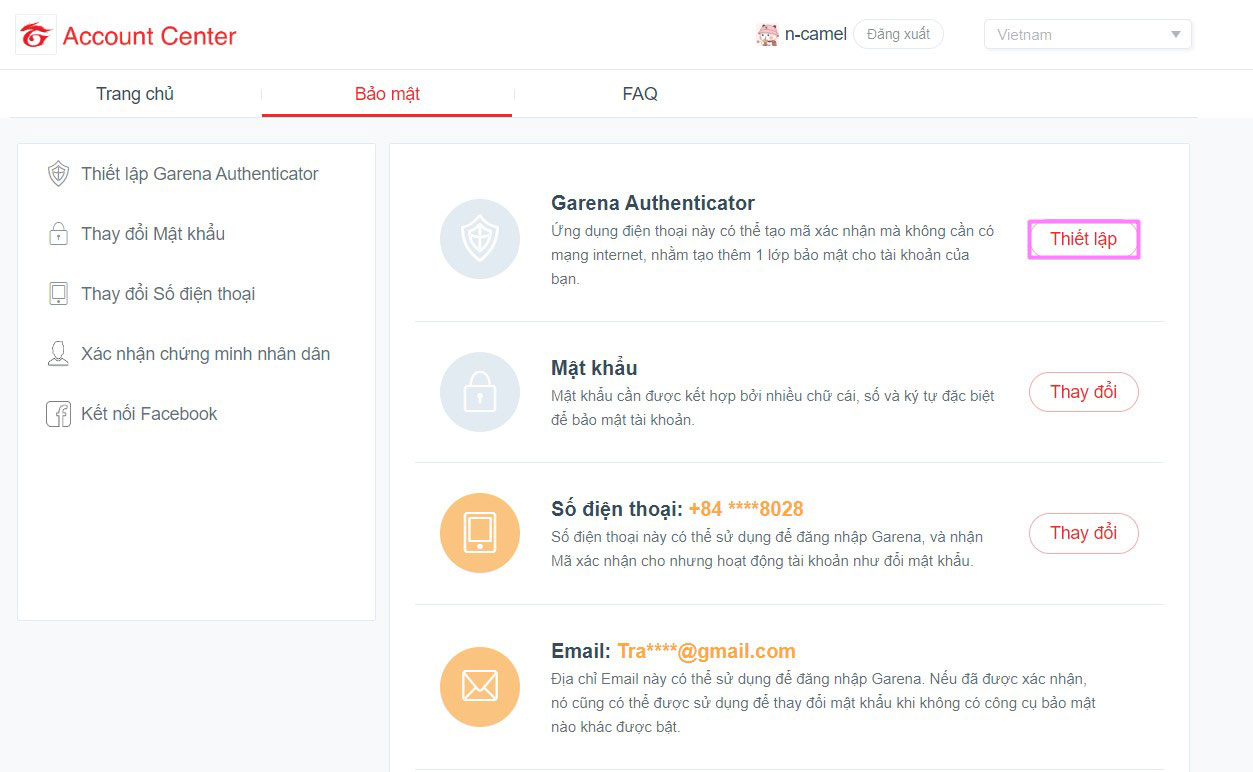 Account Center
n-camel
Đăng xuất
Vietnam
Trang chủ
Bảo mật
FAQ
Thiết lập Garena Authenticator
Thay đổi Mật khẩu
Thay đổi Số điện thoại
Xác nhận chứng minh nhân dân
Kết nối Facebook
Garena Authenticator
Ứng dụng điện thoại này có thể tạo mã xác nhận mà không cần có
mạng internet, nhằm tạo thêm 1 lớp bảo mật cho tài khoản của
bạn.
Thiết lập
Mật khẩu
Mật khẩu cần được kết hợp bởi nhiều chữ cái, số và ký tự đặc biệt
để bảo mật tài khoản.
Thay đổi
Số điện thoại: +84 ****8028
Số điện thoại này có thể sử dụng để đăng nhập Garena, và nhận
Mã xác nhận cho nhưng hoạt động tài khoản như đổi mật khẩu.
Thay đổi
Email: Tra****@gmail.com
Địa chỉ Email này có thể sử dụng để đăng nhập Garena. Nếu đã được xác nhận,
nó cũng có thể được sử dụng để thay đổi mật khẩu khi không có công cụ bảo mật
nào khác được bật.